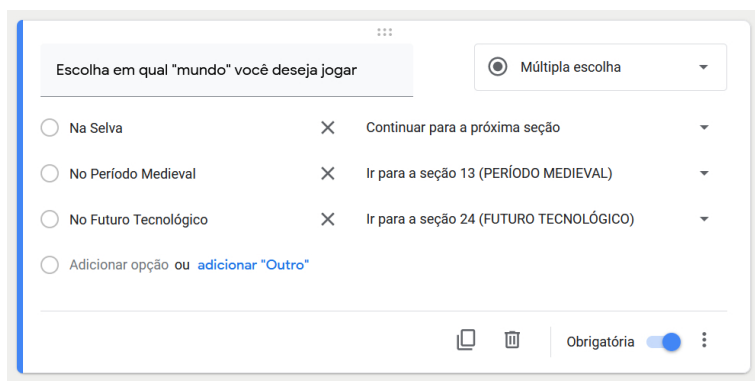 Escolha em qual "mundo" você deseja jogar
Múltipla escolha
Na Selva
Continuar para a próxima seção
No Período Medieval
Ir para a seção 13 (PERÍODO MEDIEVAL)
No Futuro Tecnológico
Ir para a seção 24 (FUTURO TECNOLÓGICO)
Adicionar opção ou adicionar "Outro"
Obrigatória